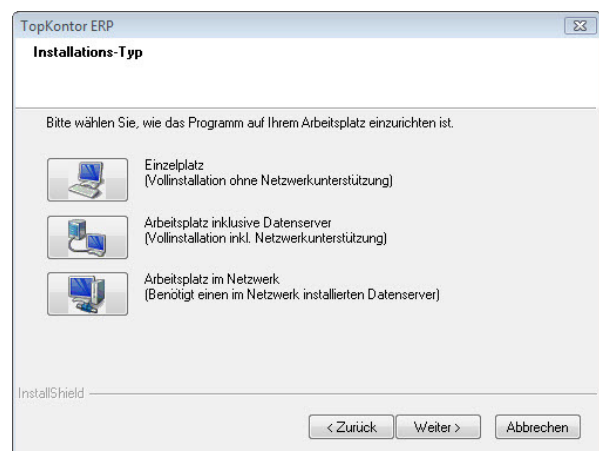 TopKontor ERP
Installations-Typ
Bitte wählen Sie, wie das Programm auf Ihrem Arbeitsplatz einzurichten ist.
Einzelplatz
(Vollinstallation ohne Netzwerkunterstützung)
Arbeitsplatz inklusive Datenserver
(Vollinstallation inkl. Netzwerkunterstützung)
Arbeitsplatz im Netzwerk
(Benötigt einen im Netzwerk installierten Datenserver)
InstallShield
< Zurück Weiter > Abbrechen